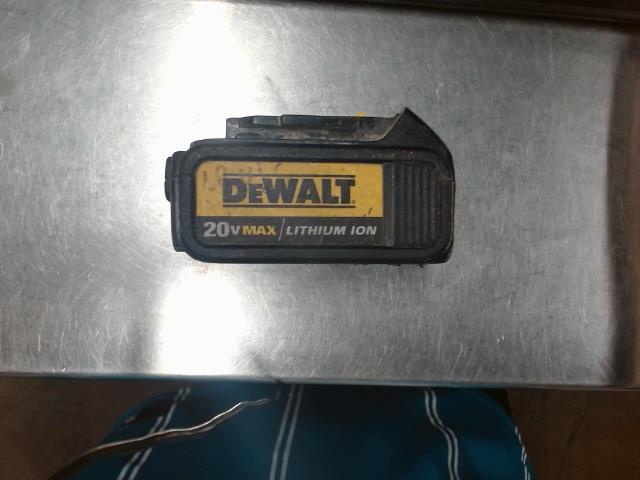 DEWALT
20V MAX / LITHIUM ION